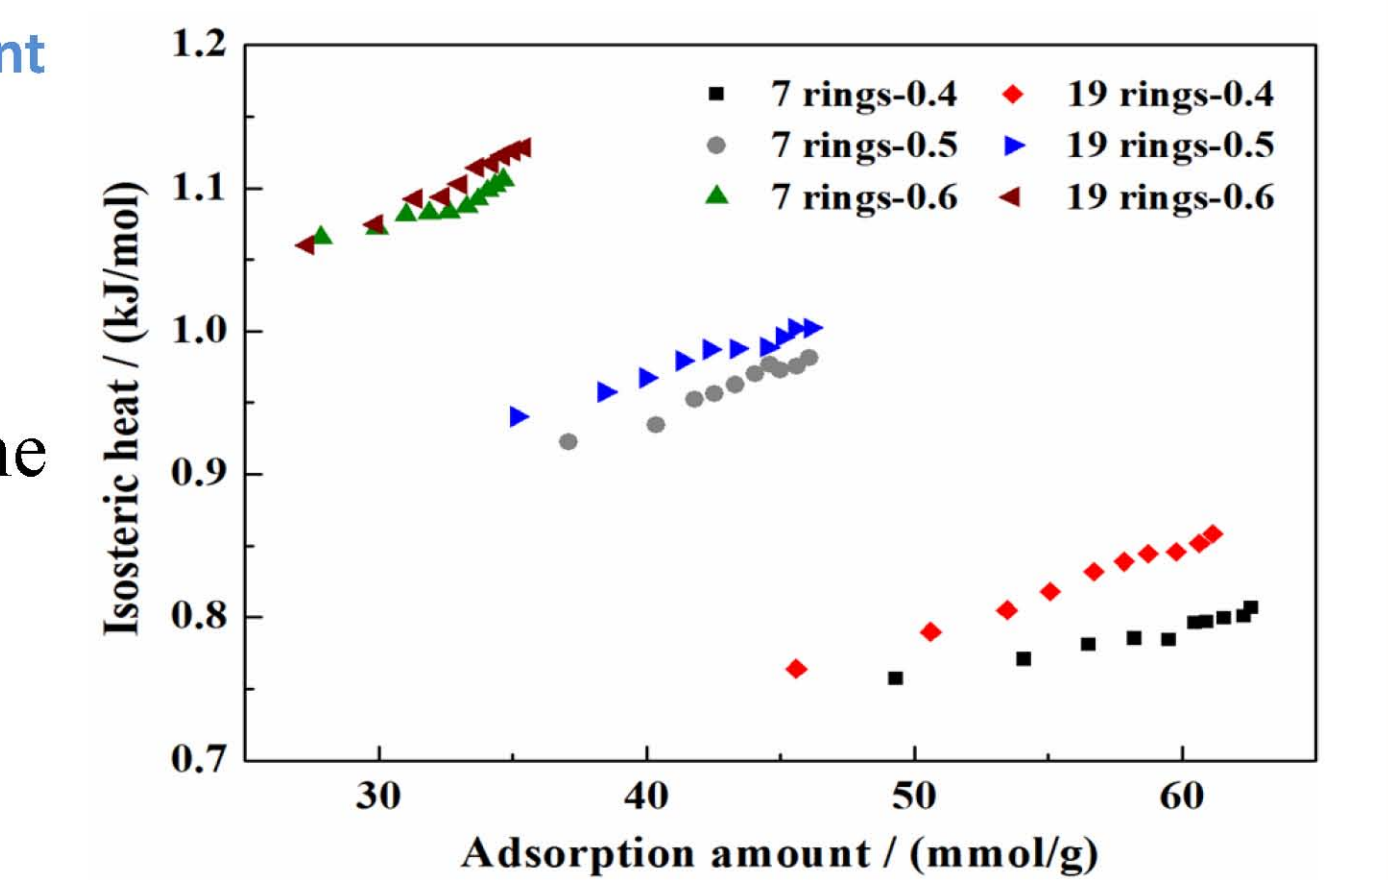 nt
ne
1.2
1.1
1.0
0.9
0.8
0.7
Isosteric heat / (kJ/mol)
7 rings-0.4 19 rings-0.4
7 rings-0.5 19 rings-0.5
7 rings-0.6 19 rings-0.6
30 40 50 60
Adsorption amount / (mmol/g)